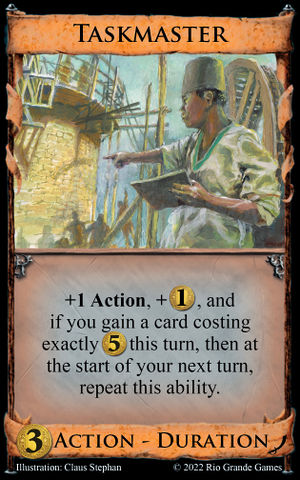 TASKMASTER
+1 Action, +1, and
if you gain a card costing
exactly 5 this turn, then at
the start of your next turn,
repeat this ability.
3 ACTION - DURATION
Illustration: Claus Stephan © 2022 Rio Grande Games